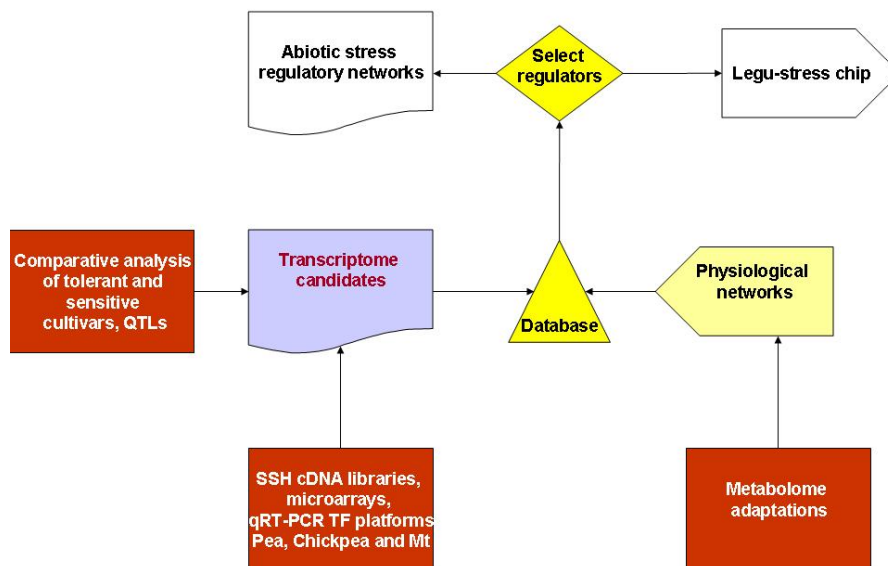 Abiotic stress
regulatory networks
Select
regulators
Legu-stress chip
Comparative analysis
of tolerant and
sensitive
cultivars, QTLs
Transcriptome
candidates
Database
Physiological
networks
SSH cDNA libraries,
microarrays,
qRT-PCR TF platforms
Pea, Chickpea and Mt
Metabolome
adaptations